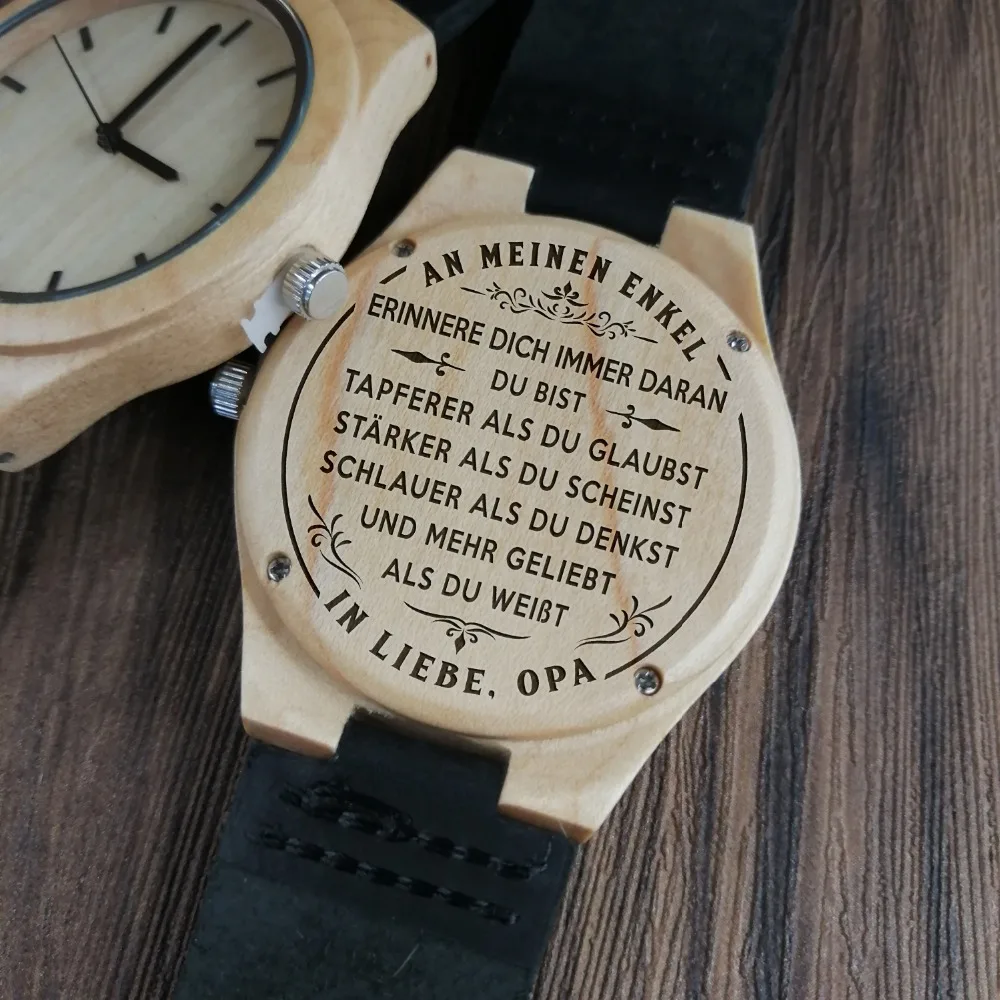 AN MEINEN ENKEL
ERINNERE DICH IMMER DARAN
DU BIST
TAPFERER ALS DU GLAUBST
STÄRKER ALS DU SCHEINST
SCHLAUER ALS DU DENKST
UND MEHR GELIEBT
ALS DU WEIßT
IN LIEBE, OPA